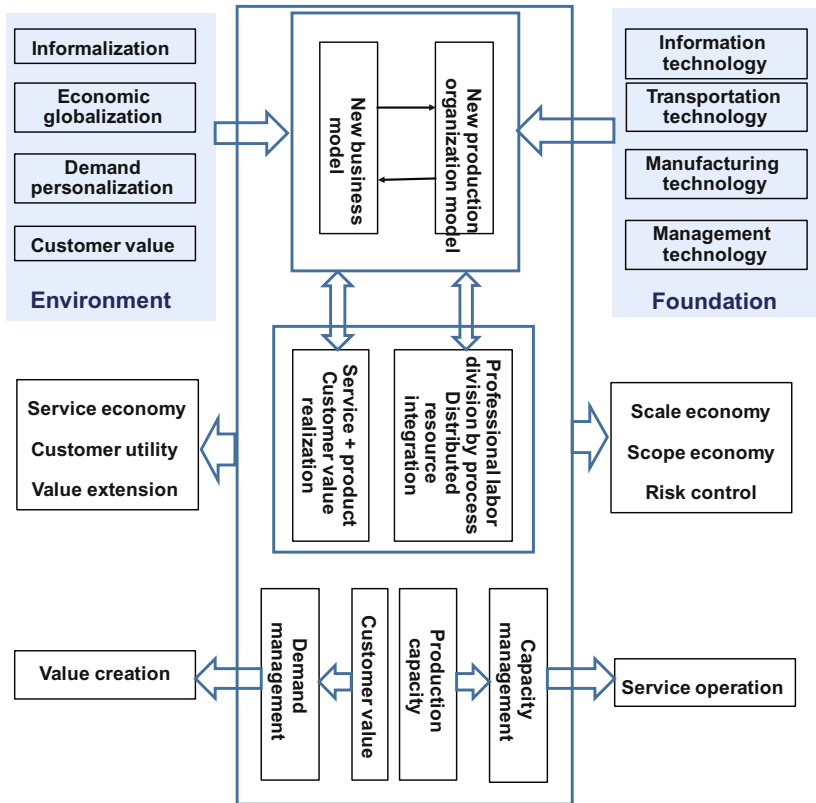 Informalization
Economic
globalization
Demand
personalization
Customer value
Environment
New business
model
New production
organization model
Information
technology
Transportation
technology
Manufacturing
technology
Management
technology
Foundation
Service economy
Customer utility
Value extension
Service + product
Customer value
realization
Professional labor
division by process
Distributed
resource
integration
Scale economy
Scope economy
Risk control
Value creation
Demand
management
Customer value
Production
capacity
Capacity
management
Service operation